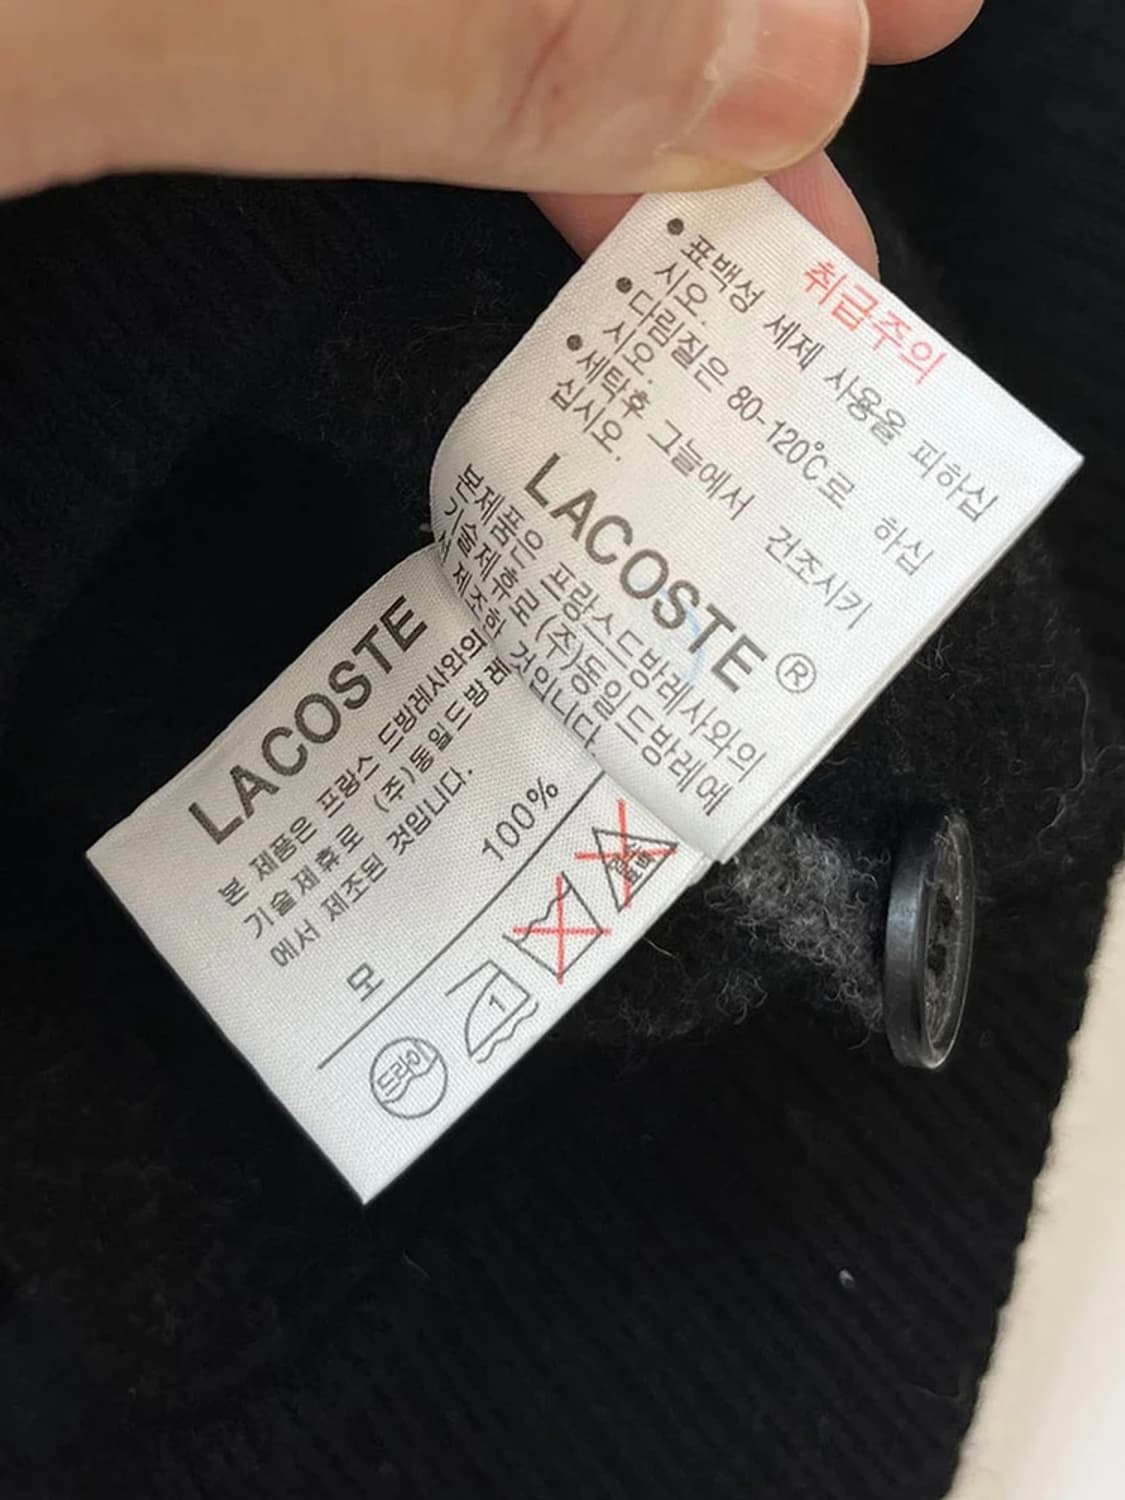 취급주의
● 표백성 세제 사용을 피하십
시오.
● 다림질은 80-120℃로 하십
시오.
● 세탁후 그늘에서 건조시키
십시오.
LACOSTE ®
본제품은 프랑스드방레사와의
기술제휴로 (주)동일드방레에
서 제조한 것입니다.
LACOSTE
본 제품은 프랑스 드방레사와의
기술제휴로 (주)동일드방레
에서 제조된 것입니다.
모 100%
드라이
1